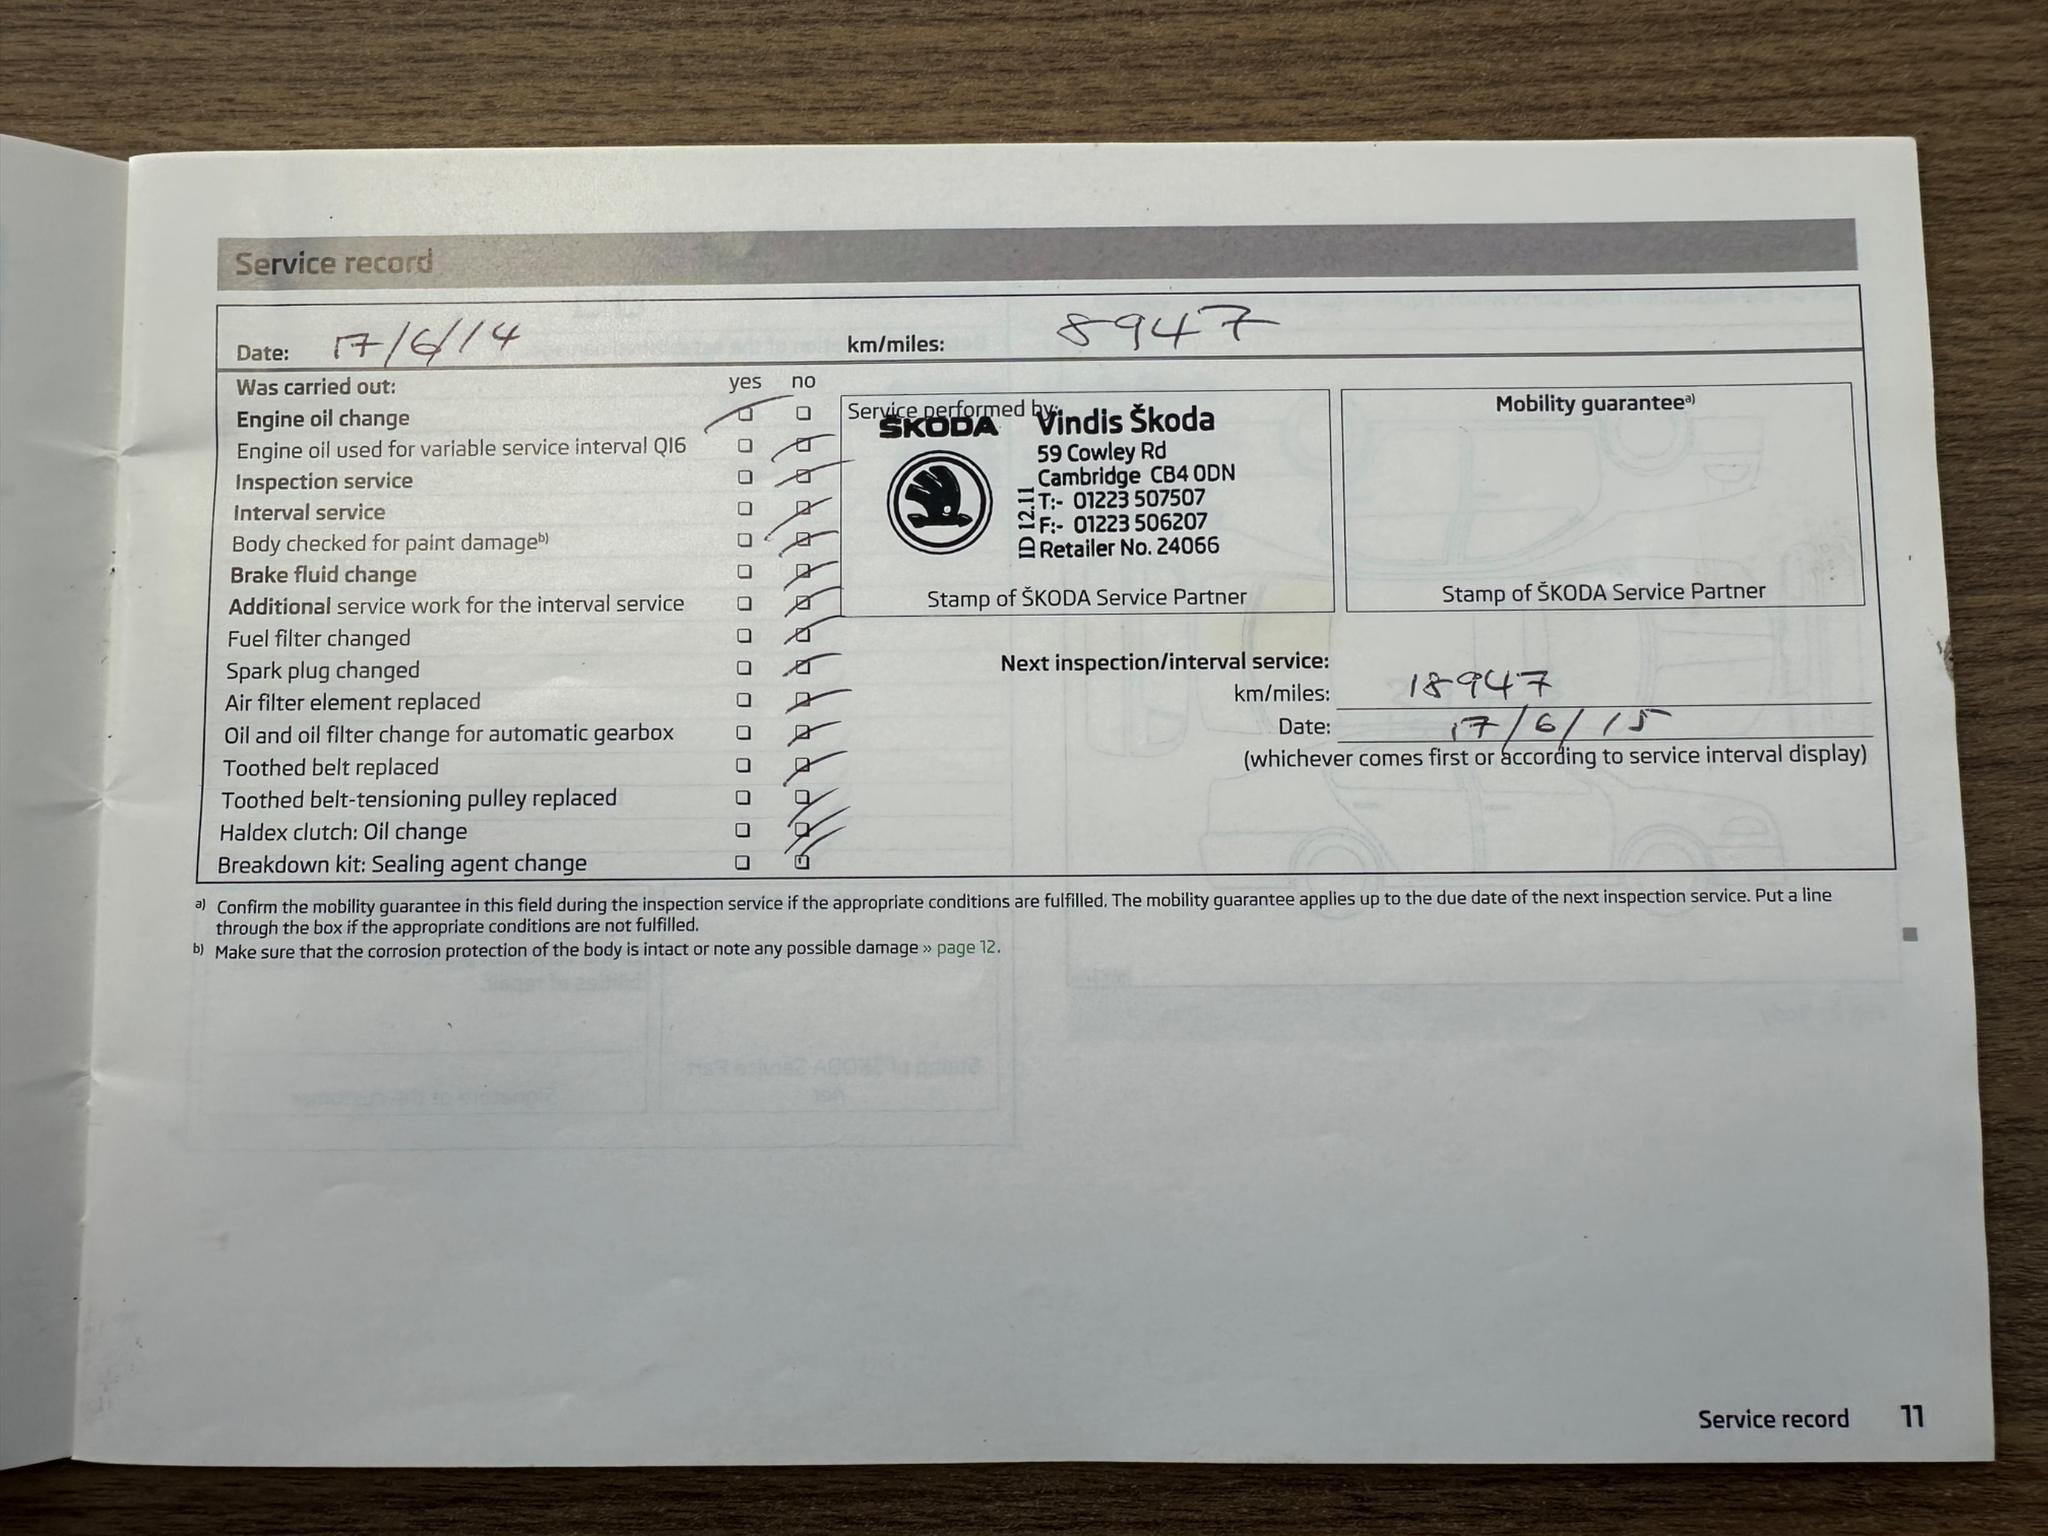 Service record
Date: 17/6/14 km/miles: 8947
Was carried out: yes no
Engine oil change
Engine oil used for variable service interval QI6
Inspection service
Interval service
Body checked for paint damage b)
Brake fluid change
Additional service work for the interval service
Fuel filter changed
Spark plug changed
Air filter element replaced
Oil and oil filter change for automatic gearbox
Toothed belt replaced
Toothed belt-tensioning pulley replaced
Haldex clutch: Oil change
Breakdown kit: Sealing agent change
Service performed by:
ŠKODA
Vindis Škoda
59 Cowley Rd
Cambridge CB4 0DN
T:- 01223 507507
F:- 01223 506207
Retailer No. 24066
ID 12.11
Stamp of ŠKODA Service Partner
Mobility guarantee a)
Stamp of ŠKODA Service Partner
Next inspection/interval service:
km/miles: 18947
Date: 17/6/15
(whichever comes first or according to service interval display)
a) Confirm the mobility guarantee in this field during the inspection service if the appropriate conditions are fulfilled. The mobility guarantee applies up to the due date of the next inspection service. Put a line
through the box if the appropriate conditions are not fulfilled.
b) Make sure that the corrosion protection of the body is intact or note any possible damage » page 12.
Service record 11